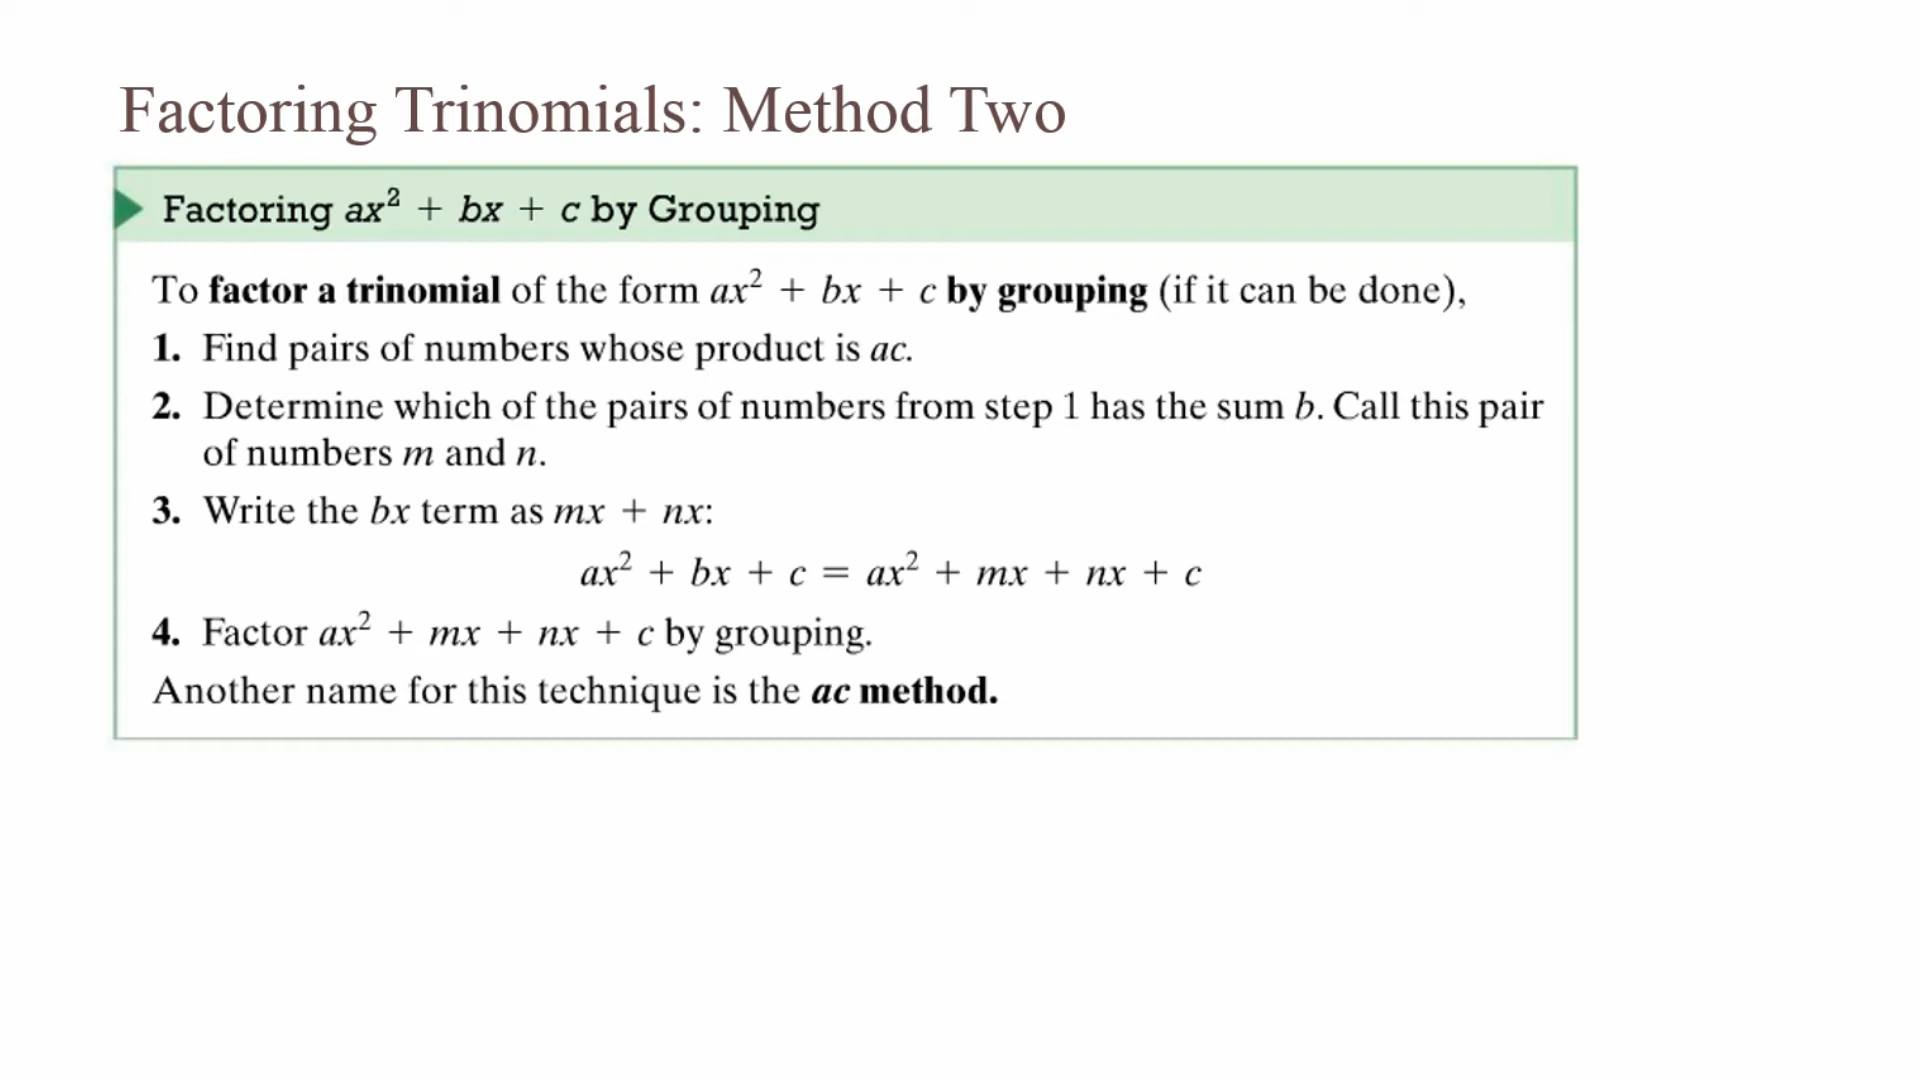 Factoring Trinomials: Method Two
Factoring ax² + bx + c by Grouping
To factor a trinomial of the form ax² + bx + c by grouping (if it can be done),
1. Find pairs of numbers whose product is ac.
2. Determine which of the pairs of numbers from step 1 has the sum b. Call this pair
of numbers m and n.
3. Write the bx term as mx + nx:
ax² + bx + c = ax² + mx + nx + c
4. Factor ax² + mx + nx + c by grouping.
Another name for this technique is the ac method.